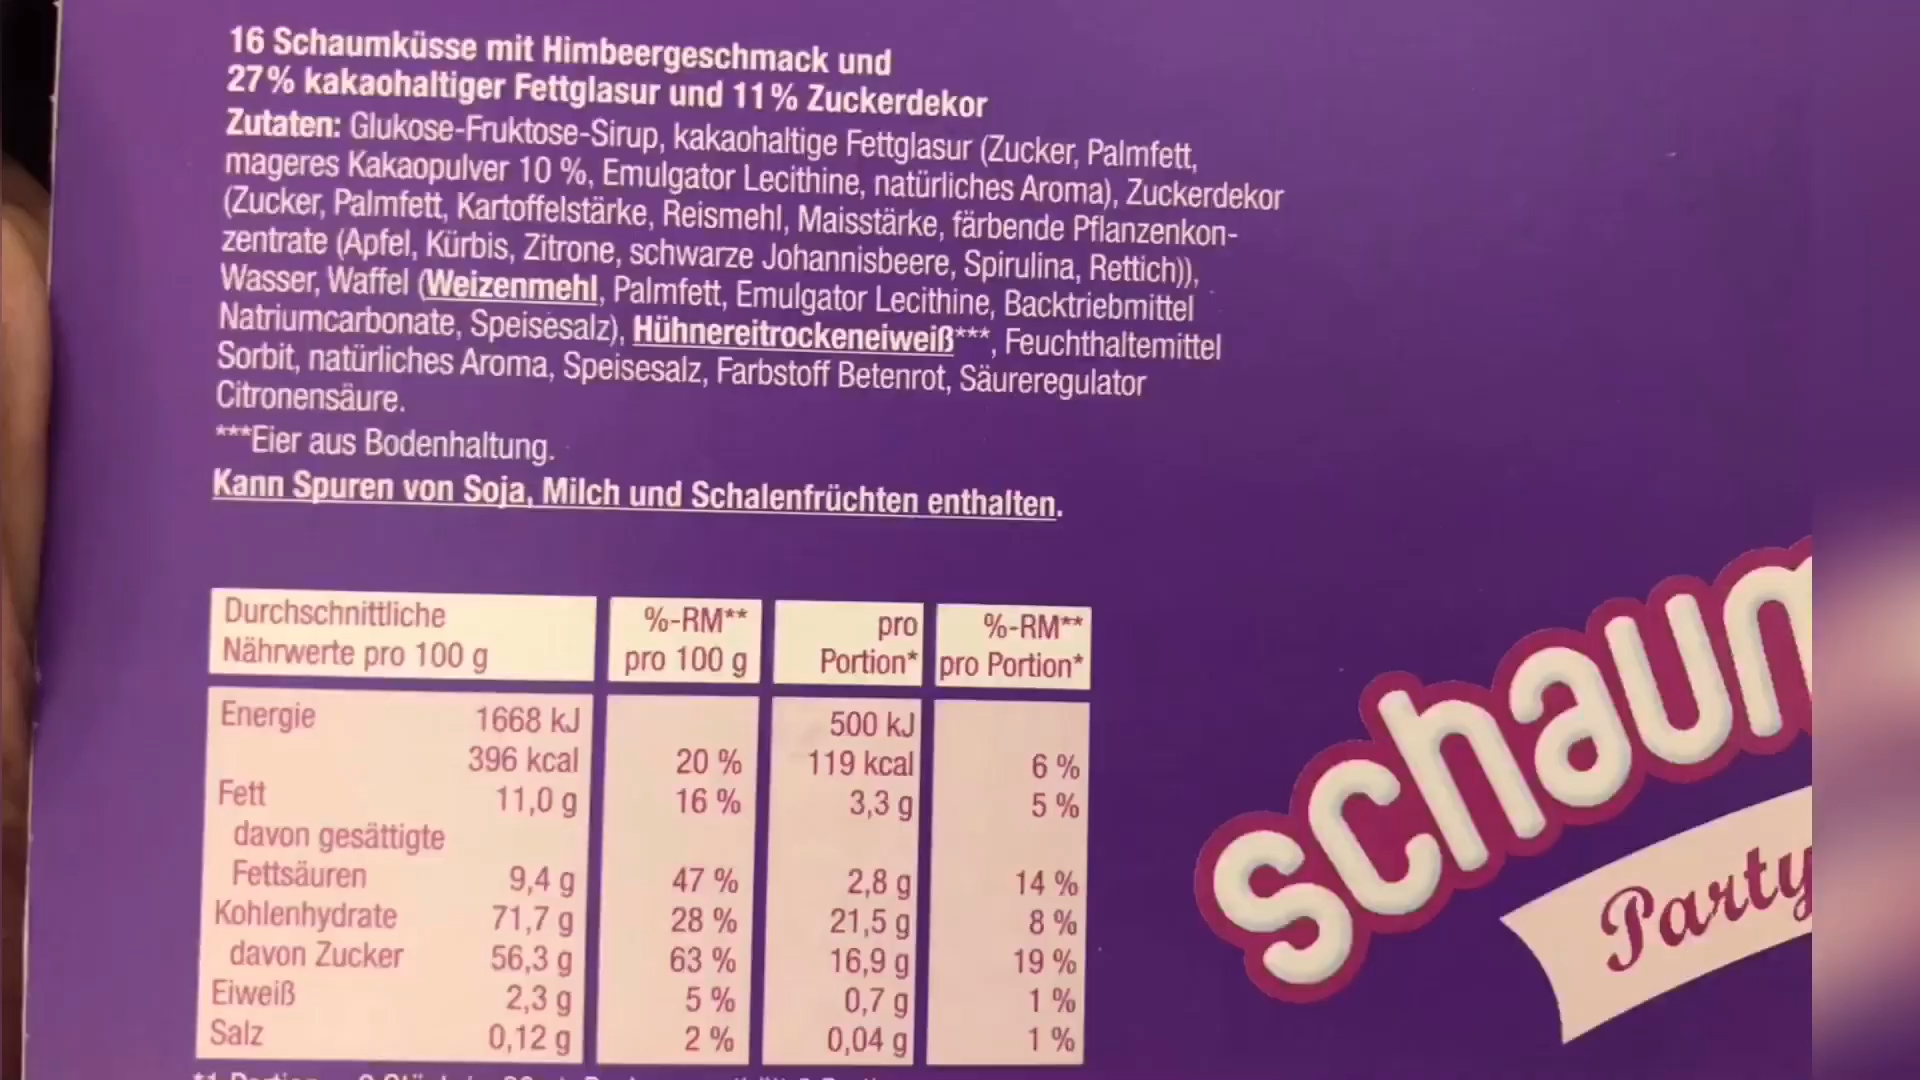 16 Schaumküsse mit Himbeergeschmack und
27% kakaohaltiger Fettglasur und 11% Zuckerdekor
Zutaten: Glukose-Fruktose-Sirup, kakaohaltige Fettglasur (Zucker, Palmfett,
mageres Kakaopulver 10 %, Emulgator Lecithine, natürliches Aroma), Zuckerdekor
(Zucker, Palmfett, Kartoffelstärke, Reismehl, Maisstärke, färbende Pflanzenkon-
zentrate (Apfel, Kürbis, Zitrone, schwarze Johannisbeere, Spirulina, Rettich)),
Wasser, Waffel (Weizenmehl, Palmfett, Emulgator Lecithine, Backtriebmittel
Natriumcarbonate, Speisesalz), Hühnereitrockeneiweiß***, Feuchthaltemittel
Sorbit, natürliches Aroma, Speisesalz, Farbstoff Betenrot, Säureregulator
Citronensäure.
***Eier aus Bodenhaltung.
Kann Spuren von Soja, Milch und Schalenfrüchten enthalten.
Durchschnittliche %-RM** pro %-RM**
Nährwerte pro 100 g pro 100 g Portion* pro Portion*
Energie 1668 kJ 500 kJ
396 kcal 20 % 119 kcal 6 %
Fett 11,0 g 16 % 3,3 g 5 %
davon gesättigte
Fettsäuren 9,4 g 47 % 2,8 g 14 %
Kohlenhydrate 71,7 g 28 % 21,5 g 8 %
davon Zucker 56,3 g 63 % 16,9 g 19 %
Eiweiß 2,3 g 5 % 0,7 g 1 %
Salz 0,12 g 2 % 0,04 g 1 %
schaum
Party